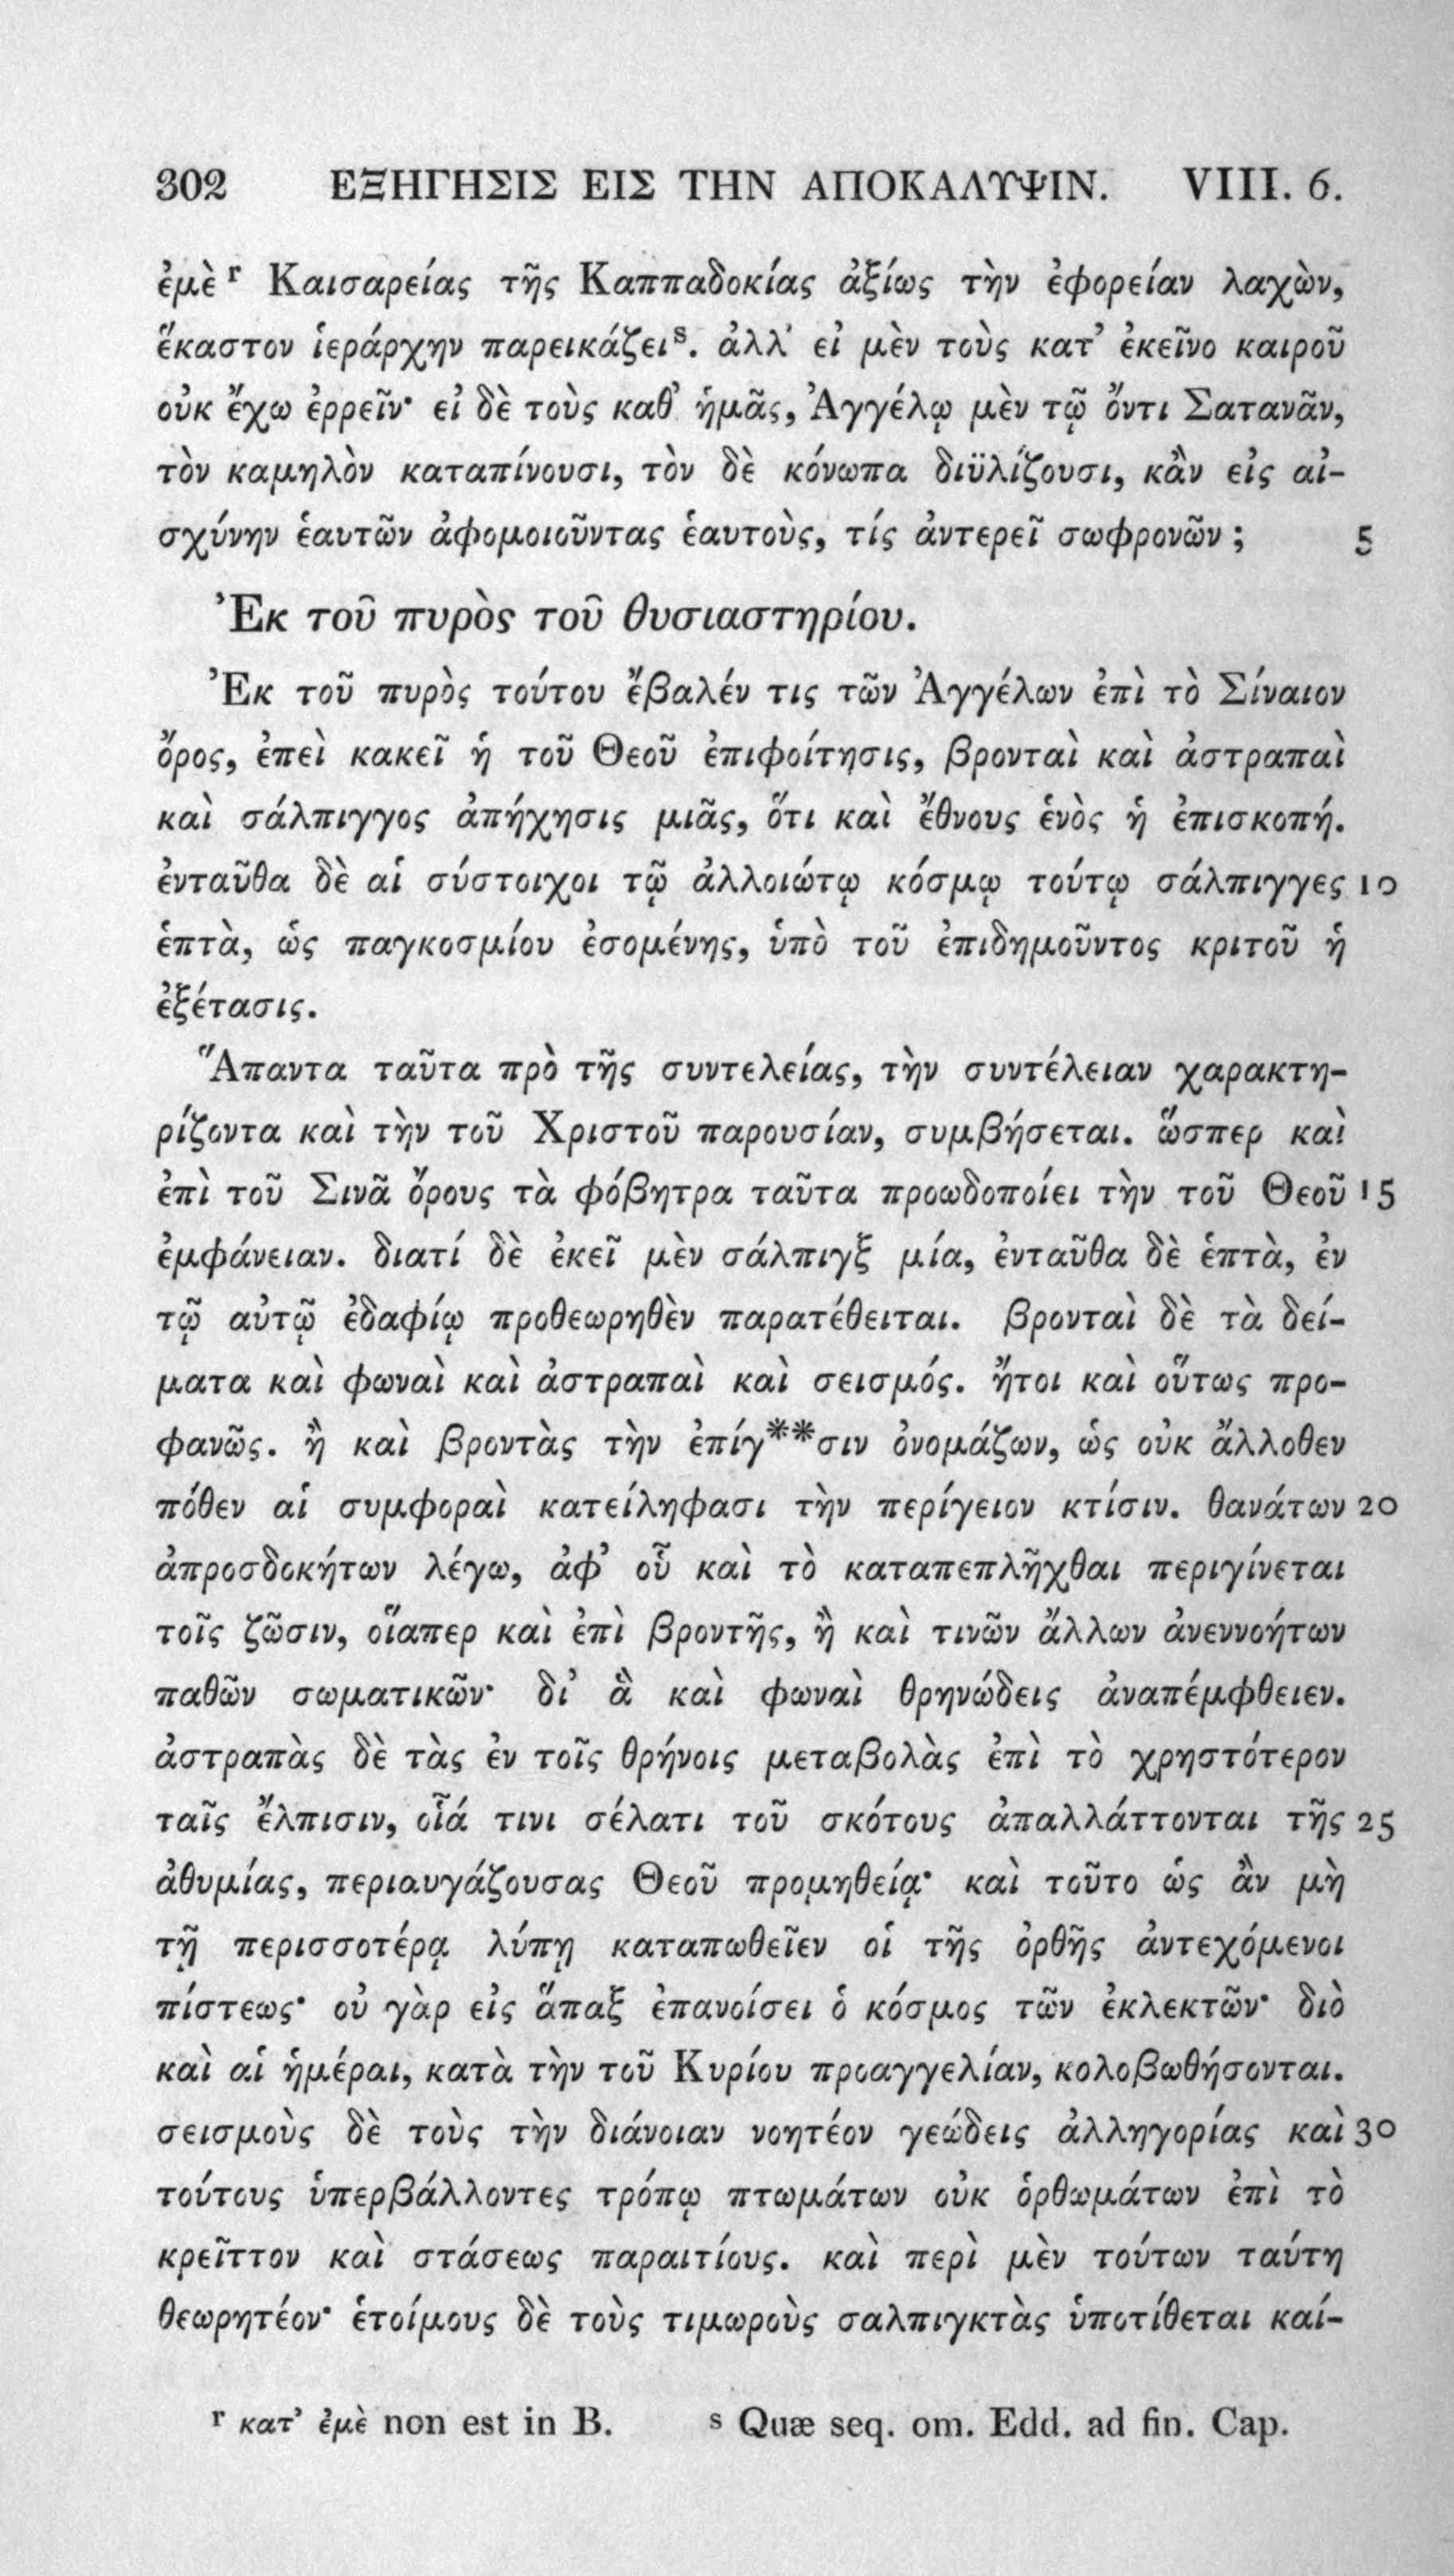 302 ΕΞΗΓΗΣΙΣ ΕΙΣ ΤΗΝ ΑΠΟΚΑΛΥΨΙΝ. VIII. 6.
ἐμὲ r Καισαρείας τῆς Καππαδοκίας ἀξίως τὴν ἐφορείαν λαχὼν,
ἕκαστον ἱεράρχην παρεικάζει s. ἀλλ᾽ εἰ μὲν τοὺς κατ᾽ ἐκεῖνο καιροῦ
οὐκ ἔχω ἐρρεῖν· εἰ δὲ τοὺς καθ᾽ ἡμᾶς, Ἀγγέλῳ μὲν τῷ ὄντι Σατανᾶν,
τὸν καμηλὸν καταπίνουσι, τὸν δὲ κόνωπα διϋλίζουσι, κἂν εἰς αἰ-
σχύνην ἑαυτῶν ἀφομοιοῦντας ἑαυτοὺς, τίς ἀντερεῖ σωφρονῶν; 5
Ἐκ τοῦ πυρὸς τοῦ θυσιαστηρίου.
Ἐκ τοῦ πυρὸς τούτου ἔβαλέν τις τῶν Ἀγγέλων ἐπὶ τὸ Σίναιον
ὄρος, ἐπεὶ κακεῖ ἡ τοῦ Θεοῦ ἐπιφοίτησις, βρονταὶ καὶ ἀστραπαὶ
καὶ σάλπιγγος ἀπήχησις μιᾶς, ὅτι καὶ ἔθνους ἑνὸς ἡ ἐπισκοπή.
ἐνταῦθα δὲ αἱ σύστοιχοι τῷ ἀλλοιώτῳ κόσμῳ τούτῳ σάλπιγγες 10
ἑπτὰ, ὡς παγκοσμίου ἐσομένης, ὑπὸ τοῦ ἐπιδημοῦντος κριτοῦ ἡ
ἐξέτασις.
Ἅπαντα ταῦτα πρὸ τῆς συντελείας, τὴν συντέλειαν χαρακτη-
ρίζοντα καὶ τὴν τοῦ Χριστοῦ παρουσίαν, συμβήσεται. ὥσπερ καὶ
ἐπὶ τοῦ Σινᾶ ὄρους τὰ φόβητρα ταῦτα προωδοποίει τὴν τοῦ Θεοῦ 15
ἐμφάνειαν. διατί δὲ ἐκεῖ μὲν σάλπιγξ μία, ἐνταῦθα δὲ ἑπτὰ, ἐν
τῷ αὐτῷ ἐδαφίῳ προθεωρηθὲν παρατέθειται. βρονταὶ δὲ τὰ δεί-
ματα καὶ φωναὶ καὶ ἀστραπαὶ καὶ σεισμός. ἤτοι καὶ οὕτως προ-
φανῶς. ἢ καὶ βροντὰς τὴν ἐπίγ**σιν ὀνομάζων, ὡς οὐκ ἄλλοθεν
πόθεν αἱ συμφοραὶ κατείληφασι τὴν περίγειον κτίσιν. θανάτων 20
ἀπροσδοκήτων λέγω, ἀφ᾽ οὗ καὶ τὸ καταπεπλῆχθαι περιγίνεται
τοῖς ζῶσιν, οἵαπερ καὶ ἐπὶ βροντῆς, ἢ καὶ τινῶν ἄλλων ἀνεννοήτων
παθῶν σωματικῶν· δι᾽ ἃ καὶ φωναὶ θρηνώδεις ἀναπέμφθειεν.
ἀστραπὰς δὲ τὰς ἐν τοῖς θρήνοις μεταβολὰς ἐπὶ τὸ χρηστότερον
ταῖς ἔλπισιν, οἷά τινι σέλατι τοῦ σκότους ἀπαλλάττονται τῆς 25
ἀθυμίας, περιαυγάζουσας Θεοῦ προμηθείᾳ· καὶ τοῦτο ὡς ἂν μὴ
τῇ περισσοτέρᾳ λύπῃ καταπωθεῖεν οἱ τῆς ὀρθῆς ἀντεχόμενοι
πίστεως· οὐ γὰρ εἰς ἅπαξ ἐπανοίσει ὁ κόσμος τῶν ἐκλεκτῶν· διὸ
καὶ αἱ ἡμέραι, κατὰ τὴν τοῦ Κυρίου προαγγελίαν, κολοβωθήσονται.
σεισμοὺς δὲ τοὺς τὴν διάνοιαν νοητέον γεώδεις ἀλληγορίας καὶ 30
τούτους ὑπερβάλλοντες τρόπῳ πτωμάτων οὐκ ὀρθωμάτων ἐπὶ τὸ
κρεῖττον καὶ στάσεως παραιτίους. καὶ περὶ μὲν τούτων ταύτη
θεωρητέον· ἑτοίμους δὲ τοὺς τιμωροὺς σαλπιγκτὰς ὑποτίθεται καί-
r κατ᾽ ἐμὲ non est in B. s Quæ seq. om. Edd. ad fin. Cap.